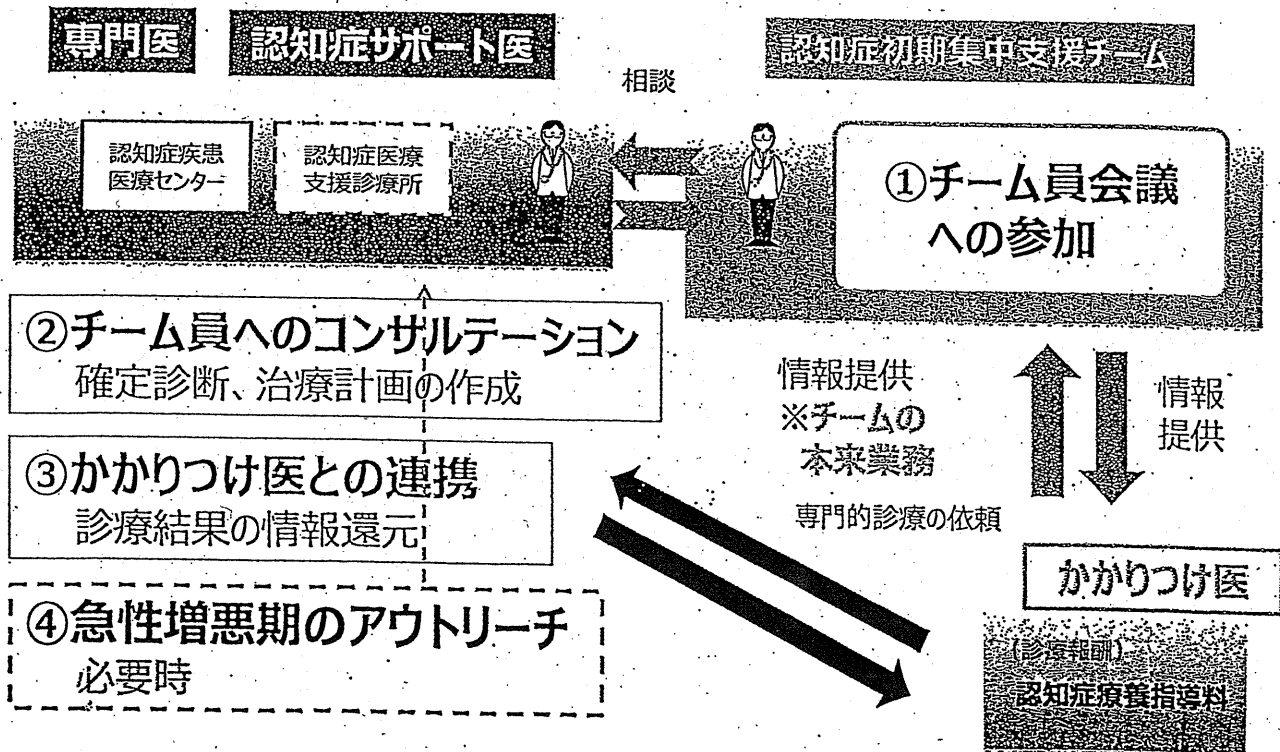 専門医
認知症サポート医
認知症初期集中支援チーム
相談
認知症疾患
医療センター
認知症医療
支援診療所
①チーム員会議
への参加
②チーム員へのコンサルテーション
確定診断、治療計画の作成
③かかりつけ医との連携
診療結果の情報還元
④急性増悪期のアウトリーチ
必要時
情報提供
※チームの
本来業務
情報
提供
専門的診療の依頼
かかりつけ医
(診療報酬)
認知症療養指導料